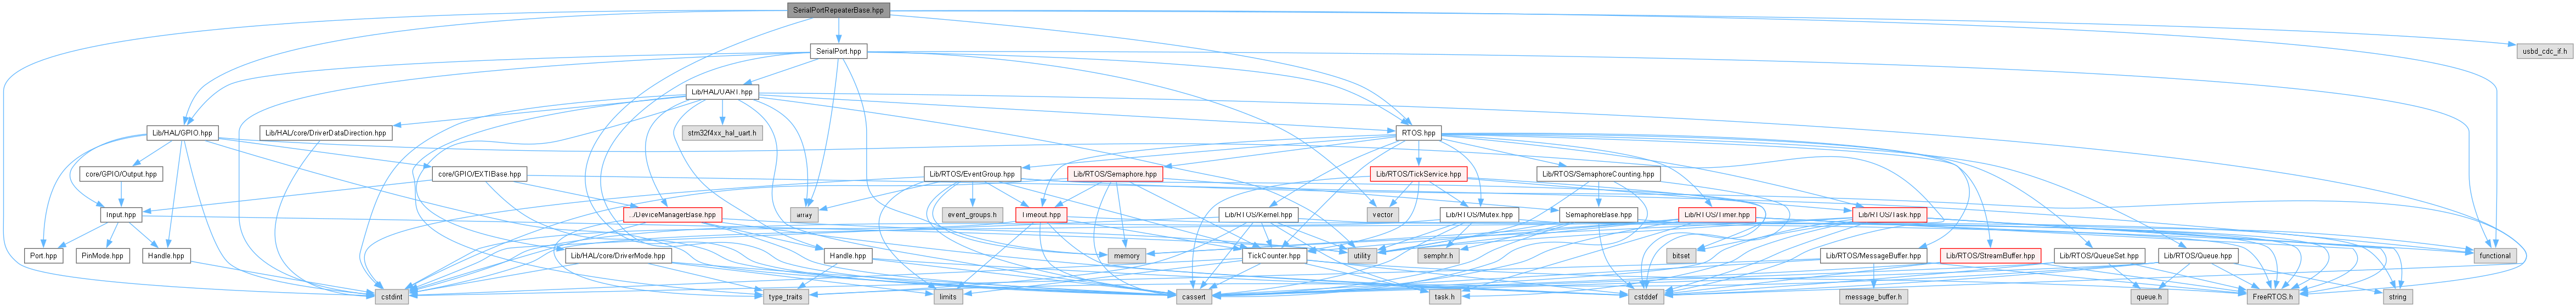 SerialPortRepeaterBase.hpp
SerialPort.hpp
usbd_cdc_if.h
Lib/HAL/UART.hpp
Lib/HAL/GPIO.hpp
Lib/HAL/core/DriverDataDirection.hpp
stm32f4xx_hal_uart.h
RTOS.hpp
core/GPIO/Output.hpp
core/GPIO/EXTIBase.hpp
Lib/RTOS/EventGroup.hpp
Lib/RTOS/Semaphore.hpp
Lib/RTOS/TickService.hpp
Lib/RTOS/SemaphoreCounting.hpp
Input.hpp
../DeviceManagerBase.hpp
array
event_groups.h
Timeout.hpp
vector
Lib/RTOS/Kernel.hpp
Lib/RTOS/Mutex.hpp
SemaphoreBase.hpp
Lib/RTOS/Timer.hpp
Lib/RTOS/Task.hpp
Port.hpp
PinMode.hpp
Handle.hpp
Lib/HAL/core/DriverMode.hpp
Handle.hpp
memory
utility
TickCounter.hpp
semphr.h
bitset
Lib/RTOS/MessageBuffer.hpp
Lib/RTOS/StreamBuffer.hpp
Lib/RTOS/QueueSet.hpp
Lib/RTOS/Queue.hpp
functional
cstdint
type_traits
limits
cassert
task.h
cstddef
message_buffer.h
queue.h
FreeRTOS.h
string